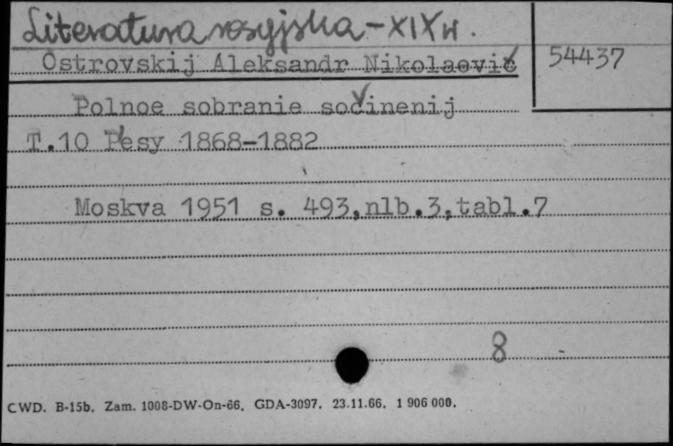 Literatura rosyjska - XIX w.
Ostrovskij Aleksandr Nikolaevič
54437
Polnoe sobranie sočinenij
T.10 P'esy 1868-1882
Moskva 1951 s. 493,nlb.3,tabl.7
8
CWD. B-15b. Zam. 1008-DW-On-66. GDA-3097. 23.11.66. 1 906 000.